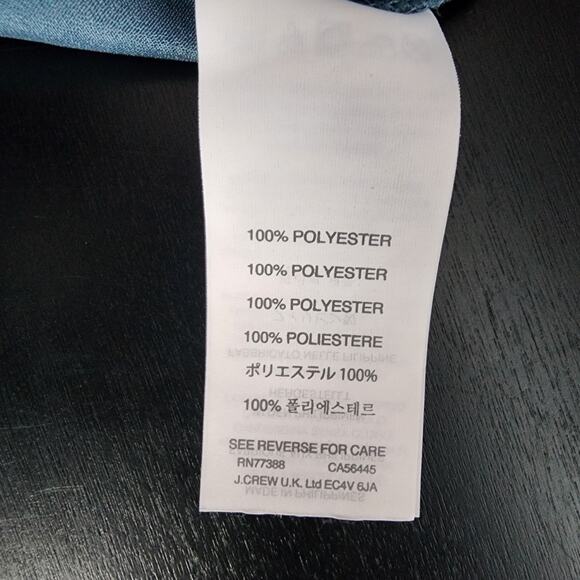 100% POLYESTER
100% POLYESTER
100% POLYESTER
100% POLIESTERE
ポリエステル 100%
100% 폴리에스테르
SEE REVERSE FOR CARE
RN77388 CA56445
J.CREW U.K. Ltd EC4V 6JA